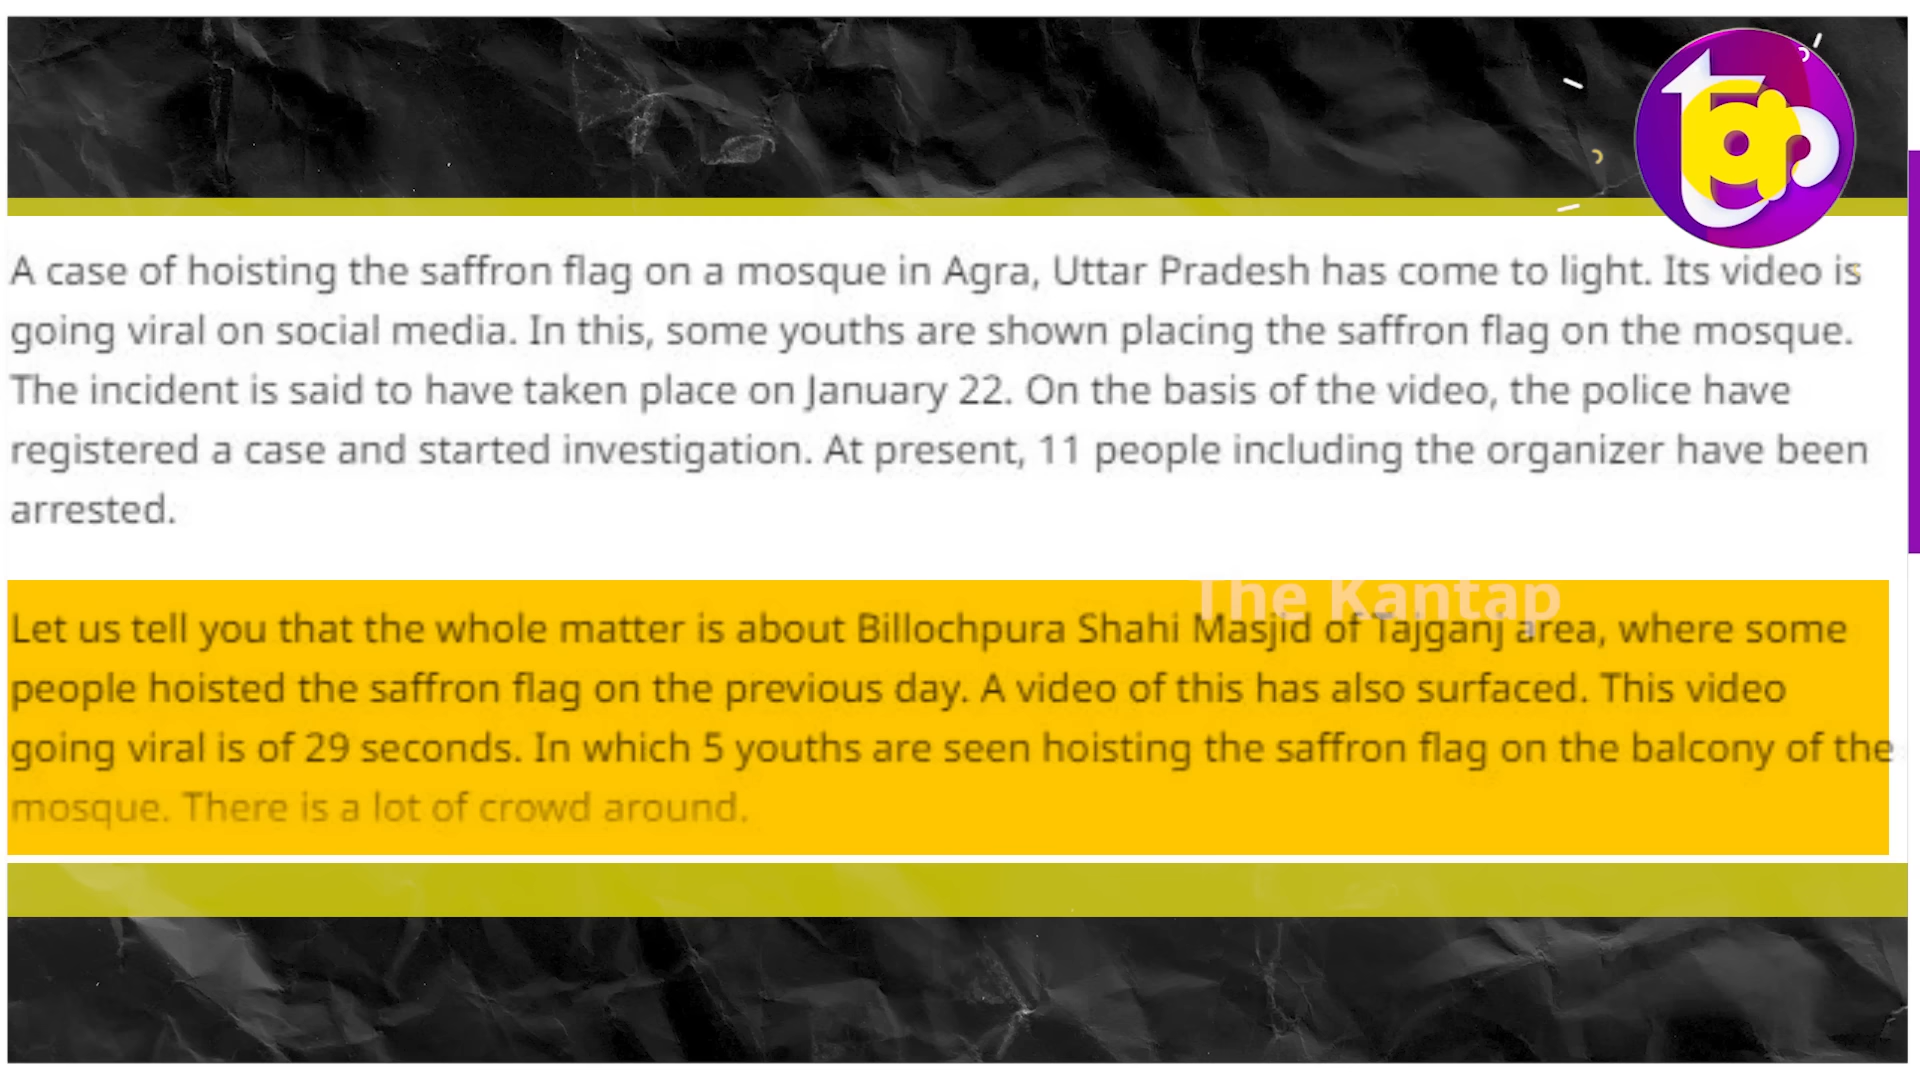 A case of hoisting the saffron flag on a mosque in Agra, Uttar Pradesh has come to light. Its video is
going viral on social media. In this, some youths are shown placing the saffron flag on the mosque.
The incident is said to have taken place on January 22. On the basis of the video, the police have
registered a case and started investigation. At present, 11 people including the organizer have been
arrested.
The Kantap
Let us tell you that the whole matter is about Billochpura Shahi Masjid of Tajganj area, where some
people hoisted the saffron flag on the previous day. A video of this has also surfaced. This video
going viral is of 29 seconds. In which 5 youths are seen hoisting the saffron flag on the balcony of the
mosque. There is a lot of crowd around.